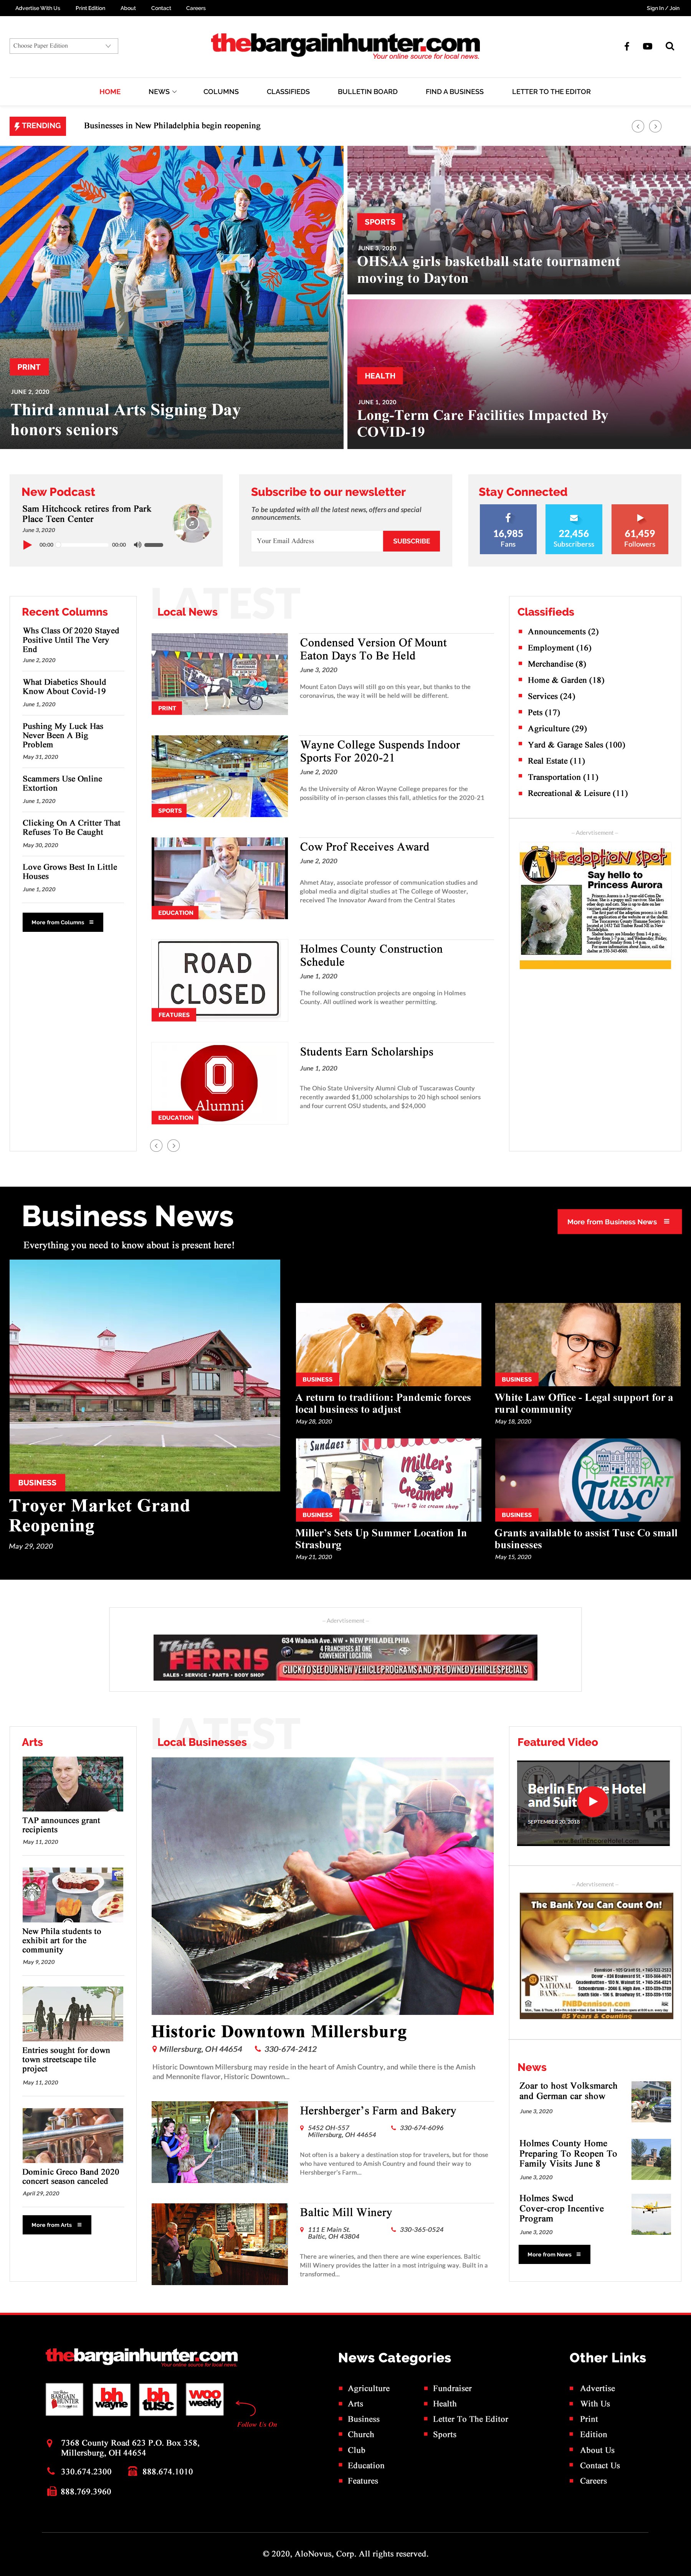 Advertise With Us Print Edition About Contact Careers Sign In / Join
Choose Paper Edition
thebargainhunter.com
Your online source for local news.
HOME NEWS COLUMNS CLASSIFIEDS BULLETIN BOARD FIND A BUSINESS LETTER TO THE EDITOR
TRENDING
Businesses in New Philadelphia begin reopening
PRINT
JUNE 2, 2020
Third annual Arts Signing Day
honors seniors
SPORTS
JUNE 3, 2020
OHSAA girls basketball state tournament
moving to Dayton
HEALTH
JUNE 1, 2020
Long-Term Care Facilities Impacted By
COVID-19
New Podcast
Sam Hitchcock retires from Park
Place Teen Center
June 3, 2020
00:00 00:00
Subscribe to our newsletter
To be updated with all the latest news, offers and special
announcements.
Your Email Address
SUBSCRIBE
Stay Connected
16,985
Fans
22,456
Subscriberss
61,459
Followers
Recent Columns
Whs Class Of 2020 Stayed
Positive Until The Very
End
June 2, 2020
What Diabetics Should
Know About Covid-19
June 1, 2020
Pushing My Luck Has
Never Been A Big
Problem
May 31, 2020
Scammers Use Online
Extortion
June 1, 2020
Clicking On A Critter That
Refuses To Be Caught
May 30, 2020
Love Grows Best In Little
Houses
June 1, 2020
More from Columns
LATEST
Local News
PRINT
Condensed Version Of Mount
Eaton Days To Be Held
June 3, 2020
Mount Eaton Days will still go on this year, but thanks to the
coronavirus, the way it will be held will be different.
SPORTS
Wayne College Suspends Indoor
Sports For 2020-21
June 2, 2020
As the University of Akron Wayne College prepares for the
possibility of in-person classes this fall, athletics for the 2020-21
EDUCATION
Cow Prof Receives Award
June 2, 2020
Ahmet Atay, associate professor of communication studies and
global media and digital studies at The College of Wooster,
received The Innovator Award from the Central States
ROAD
CLOSED
FEATURES
Holmes County Construction
Schedule
June 1, 2020
The following construction projects are ongoing in Holmes
County. All outlined work is weather permitting.
O
Alumni
EDUCATION
Students Earn Scholarships
June 1, 2020
The Ohio State University Alumni Club of Tuscarawas County
recently awarded $1,000 scholarships to 20 high school seniors
and four current OSU students, and $24,000
Classifieds
Announcements (2)
Employment (16)
Merchandise (8)
Home & Garden (18)
Services (24)
Pets (17)
Agriculture (29)
Yard & Garage Sales (100)
Real Estate (11)
Transportation (11)
Recreational & Leisure (11)
- Aderstionment -
the adoption spot
Say hello to
Princess Aurora
Business News
Everything you need to know about is present here!
More from Business News
BUSINESS
Troyer Market Grand
Reopening
May 29, 2020
BUSINESS
A return to tradition: Pandemic forces
local business to adjust
May 28, 2020
BUSINESS
White Law Office - Legal support for a
rural community
May 18, 2020
Sundaes
Miller's
Creamery
BUSINESS
Miller's Sets Up Summer Location In
Strasburg
May 21, 2020
RESTART
Tusc
BUSINESS
Grants available to assist Tusc Co small
businesses
May 15, 2020
- Aderstionment -
Think
FERRIS
SALES • SERVICE • PARTS • BODY SHOP
634 Wabash Ave. NW • NEW PHILADELPHIA
4 FRANCHISES AT ONE
CONVENIENT LOCATION
CLICK TO SEE OUR NEW VEHICLE PROGRAMS AND PRE-OWNED VEHICLE SPECIALS
Arts
TAP announces grant
recipients
May 11, 2020
New Phila students to
exhibit art for the
community
May 9, 2020
Entries sought for down
town streetscape tile
project
May 11, 2020
Dominic Greco Band 2020
concert season canceled
April 29, 2020
More from Arts
LATEST
Local Businesses
Historic Downtown Millersburg
Millersburg, OH 44654 330-674-2412
Historic Downtown Millersburg may reside in the heart of Amish Country, and while there is the Amish
and Mennonite flavor, Historic Downtown...
Hershberger's Farm and Bakery
5452 OH-557
Millersburg, OH 44654
330-674-6096
Not often is a bakery a destination stop for travelers, but for those
who have ventured to Amish Country and found their way to
Hershberger's Farm...
Baltic Mill Winery
111 E Main St.
Baltic, OH 43804
330-365-0524
There are wineries, and then there are wine experiences. Baltic
Mill Winery provides the latter in a most intriguing way. Built in a
transformed...
Featured Video
Berlin Encore Hotel
and Suit
SEPTEMBER 20, 2018
- Aderstionment -
The Bank You Can Count On!
FIRST
NATIONAL
BANK
FNBDennison.com
85 Years & Counting
News
Zoar to host Volksmarch
and German car show
June 3, 2020
Holmes County Home
Preparing To Reopen To
Family Visits June 8
June 3, 2020
Holmes Swcd
Cover-crop Incentive
Program
June 3, 2020
More from News
thebargainhunter.com
Your online source for local news.
BARGAIN
HUNTER
bh
wayne
bh
tusc
woo
weekly
Follow Us On
7368 County Road 623 P.O. Box 358,
Millersburg, OH 44654
330.674.2300 888.674.1010
888.769.3960
News Categories
Agriculture
Arts
Business
Church
Club
Education
Features
Fundraiser
Health
Letter To The Editor
Sports
Other Links
Advertise
With Us
Print
Edition
About Us
Contact Us
Careers
© 2020, AloNovus, Corp. All rights reserved.